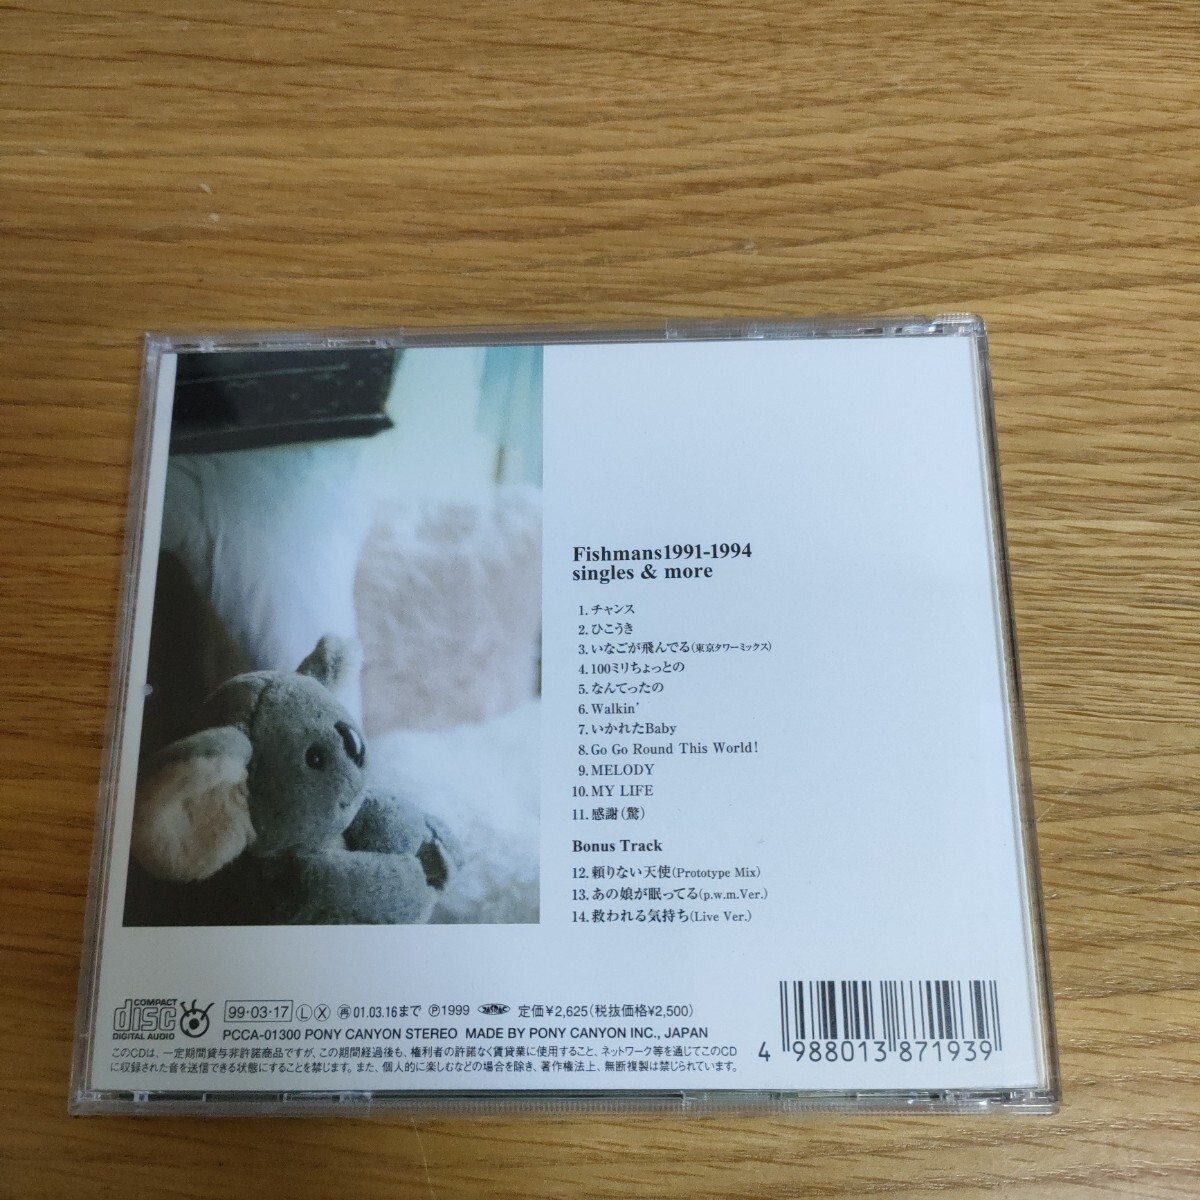 Fishmans1991-1994
singles & more
1. チャンス
2. ひこうき
3. いなごが飛んでる(東京タワーミックス)
4. 100ミリちょっとの
5. なんてったの
6. Walkin'
7. いかれたBaby
8. Go Go Round This World!
9. MELODY
10. MY LIFE
11. 感謝(驚)
Bonus Track
12. 頼りない天使(Prototype Mix)
13. あの娘が眠ってる(p.w.m.Ver.)
14. 救われる気持ち(Live Ver.)
COMPACT
disc
DIGITAL AUDIO
99・03・17 Ⓛ Ⓧ 再 01.03.16まで Ⓟ1999 定価¥2,625(税抜価格¥2,500)
PCCA-01300 PONY CANYON STEREO MADE BY PONY CANYON INC., JAPAN
このCDは、一定期間貸与非許諾商品ですが、この期間経過後も、権利者の許諾なく賃貸業に使用すること、ネットワーク等を通じてこのCD
に収録された音を送信できる状態にすることを禁じます。また、個人的に楽しむなどの場合を除き、著作権法上、無断複製は禁じられています。
4 988013 871939